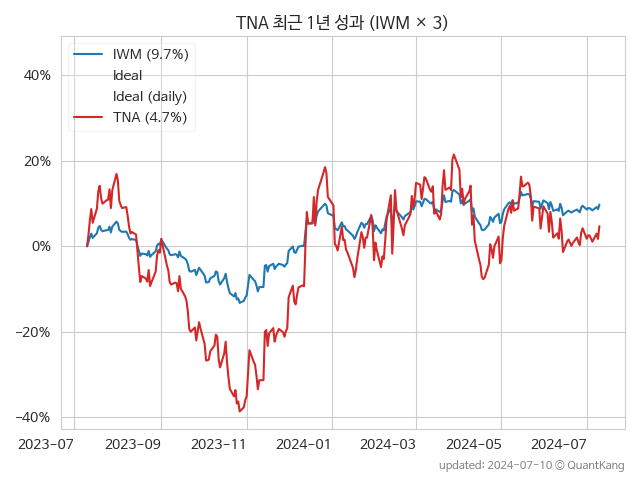 TNA 최근 1년 성과 (IWM × 3)
IWM (9.7%)
Ideal
Ideal (daily)
TNA (4.7%)
40%
20%
0%
−20%
−40%
2023-07 2023-09 2023-11 2024-01 2024-03 2024-05 2024-07
updated: 2024-07-10 © QuantKang